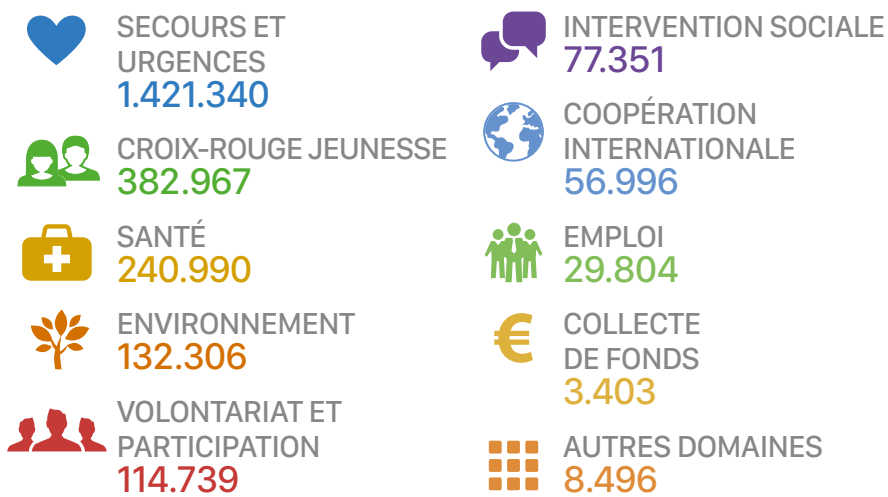 SECOURS ET
URGENCES
1.421.340
CROIX-ROUGE JEUNESSE
382.967
SANTÉ
240.990
ENVIRONNEMENT
132.306
VOLONTARIAT ET
PARTICIPATION
114.739
INTERVENTION SOCIALE
77.351
COOPÉRATION
INTERNATIONALE
56.996
EMPLOI
29.804
COLLECTE
DE FONDS
3.403
AUTRES DOMAINES
8.496